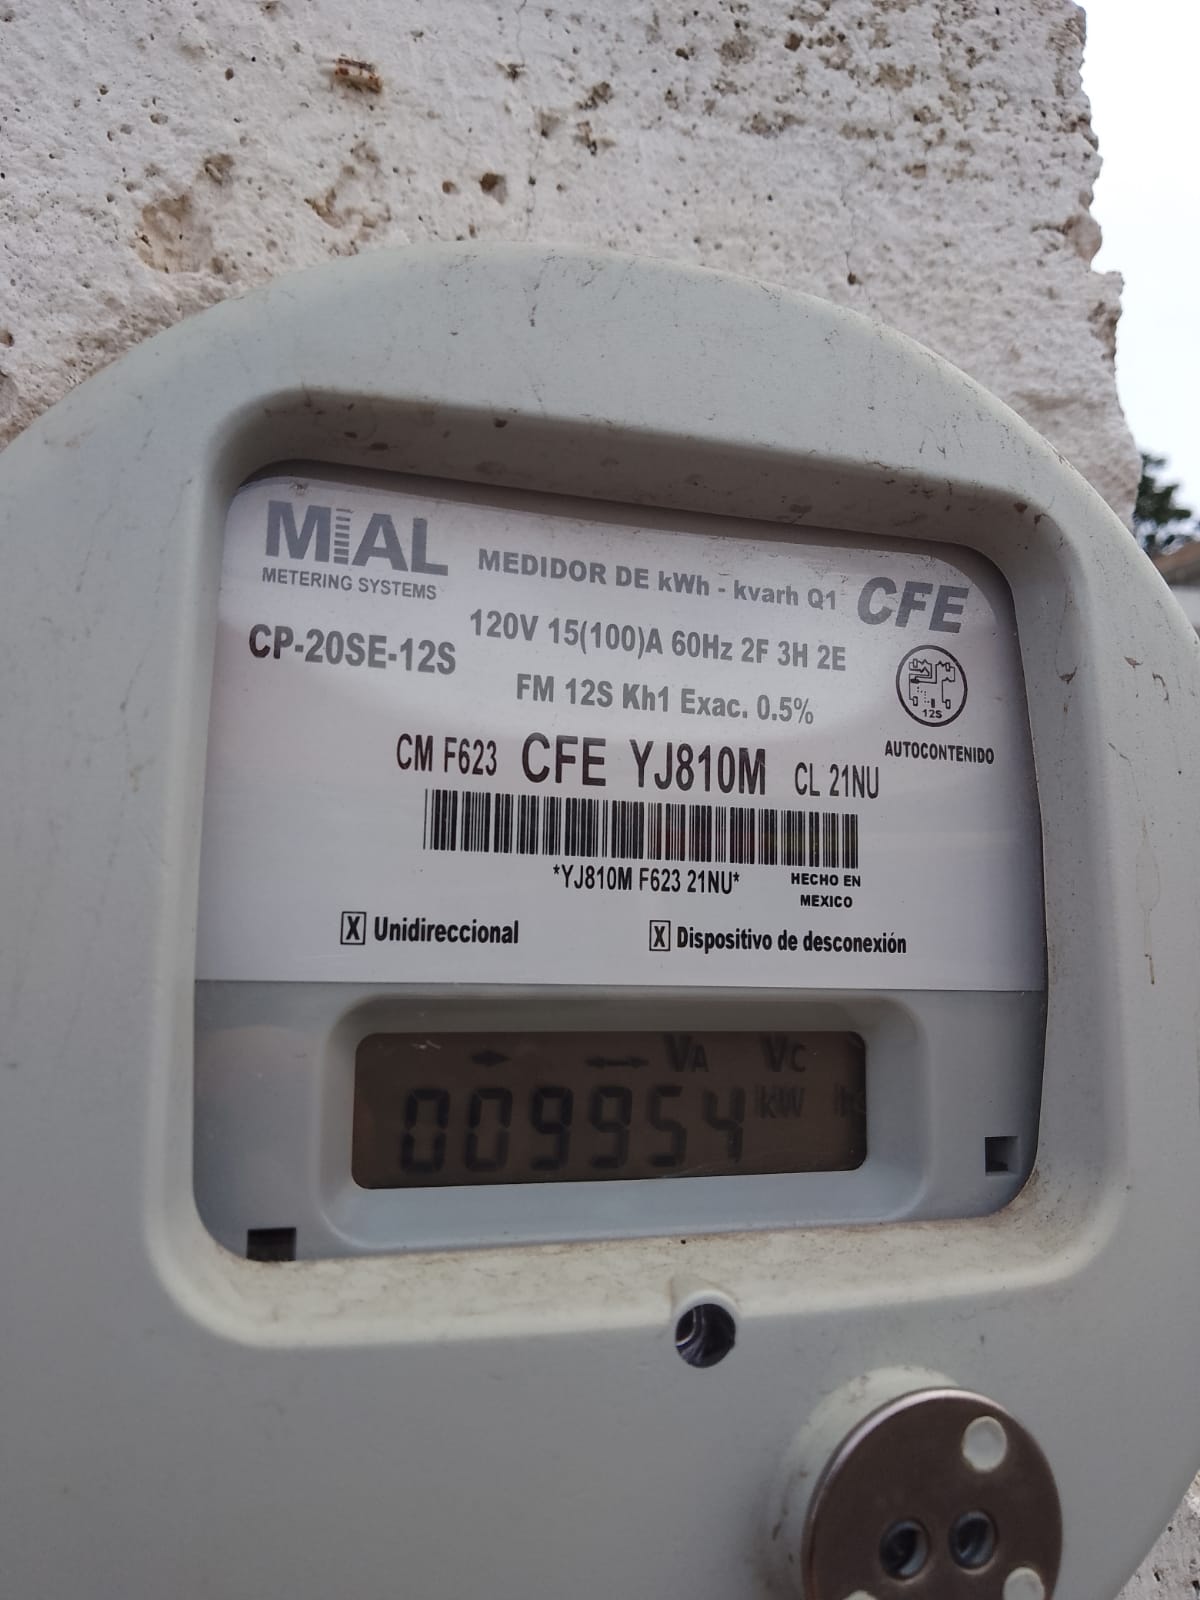 MIAL
METERING SYSTEMS
MEDIDOR DE kWh - kvarh Q1
CFE
CP-20SE-12S
120V 15(100)A 60Hz 2F 3H 2E
FM 12S Kh1 Exac. 0.5%
12S
AUTOCONTENIDO
CM F623 CFE YJ810M CL 21NU
*YJ810M F623 21NU*
HECHO EN
MEXICO
X Unidireccional
X Dispositivo de desconexión
VA VC
009954 kW h